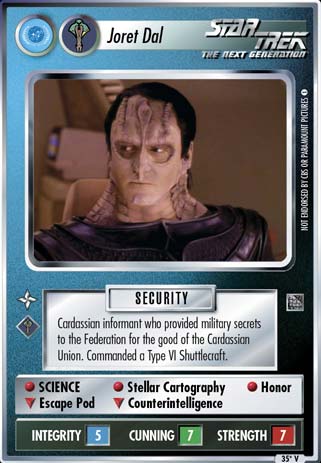 Joret Dal
STAR TREK
THE NEXT GENERATION
NOT ENDORSED BY CBS OR PARAMOUNT PICTURES
SECURITY
Cardassian informant who provided military secrets
to the Federation for the good of the Cardassian
Union. Commanded a Type VI Shuttlecraft.
SCIENCE Stellar Cartography Honor
Escape Pod Counterintelligence
INTEGRITY 5 CUNNING 7 STRENGTH 7
35* V